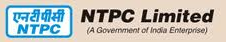 एनटीपीसी
NTPC
NTPC Limited
(A Government of India Enterprise)